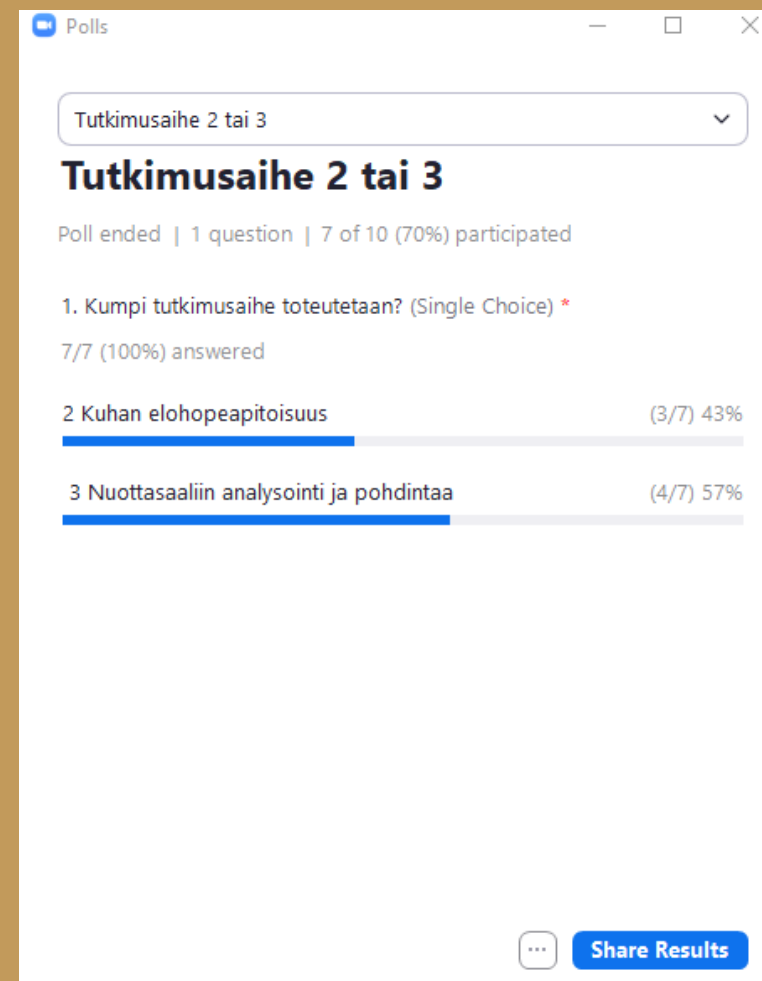 Polls
Tutkimusaihe 2 tai 3
Tutkimusaihe 2 tai 3
Poll ended | 1 question | 7 of 10 (70%) participated
1. Kumpi tutkimusaihe toteutetaan? (Single Choice) *
7/7 (100%) answered
2 Kuhan elohopeapitoisuus (3/7) 43%
3 Nuottasaaliin analysointi ja pohdintaa (4/7) 57%
... Share Results